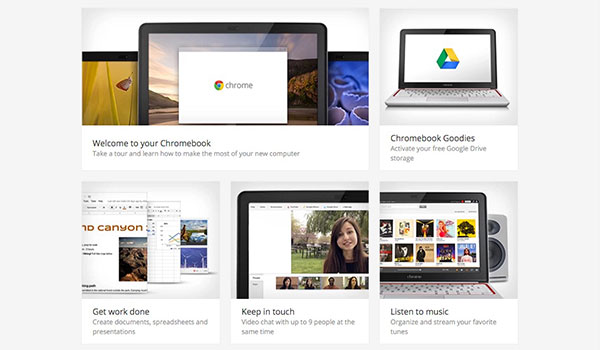 chrome
Welcome to your Chromebook
Take a tour and learn how to make the most of your new computer
Chromebook Goodies
Activate your free Google Drive
storage
ND CANYON
Get work done
Create documents, spreadsheets and
presentations
Keep in touch
Video chat with up to 9 people at the
same time
Listen to music
Organize and stream your favorite
tunes